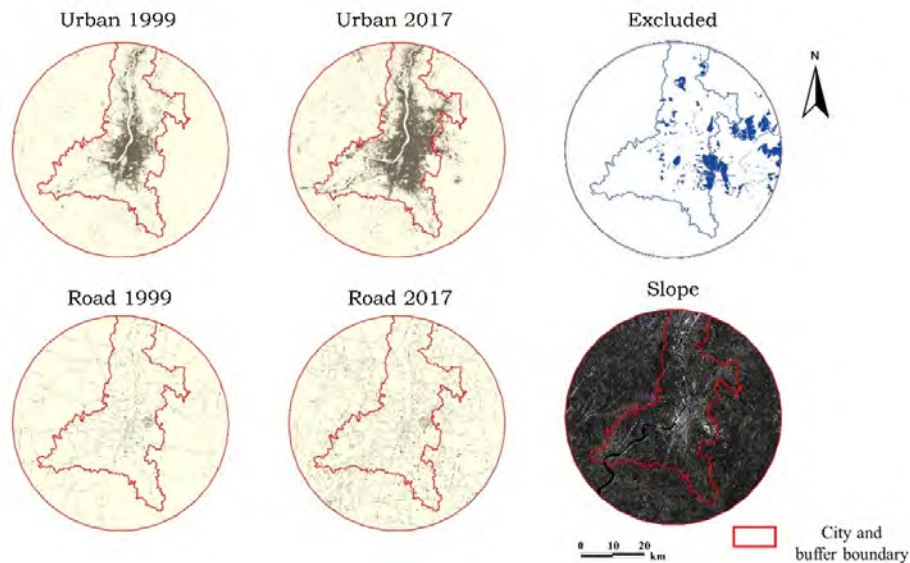 Urban 1999
Urban 2017
Excluded
N
Road 1999
Road 2017
Slope
0 10 20
km
City and
buffer boundary